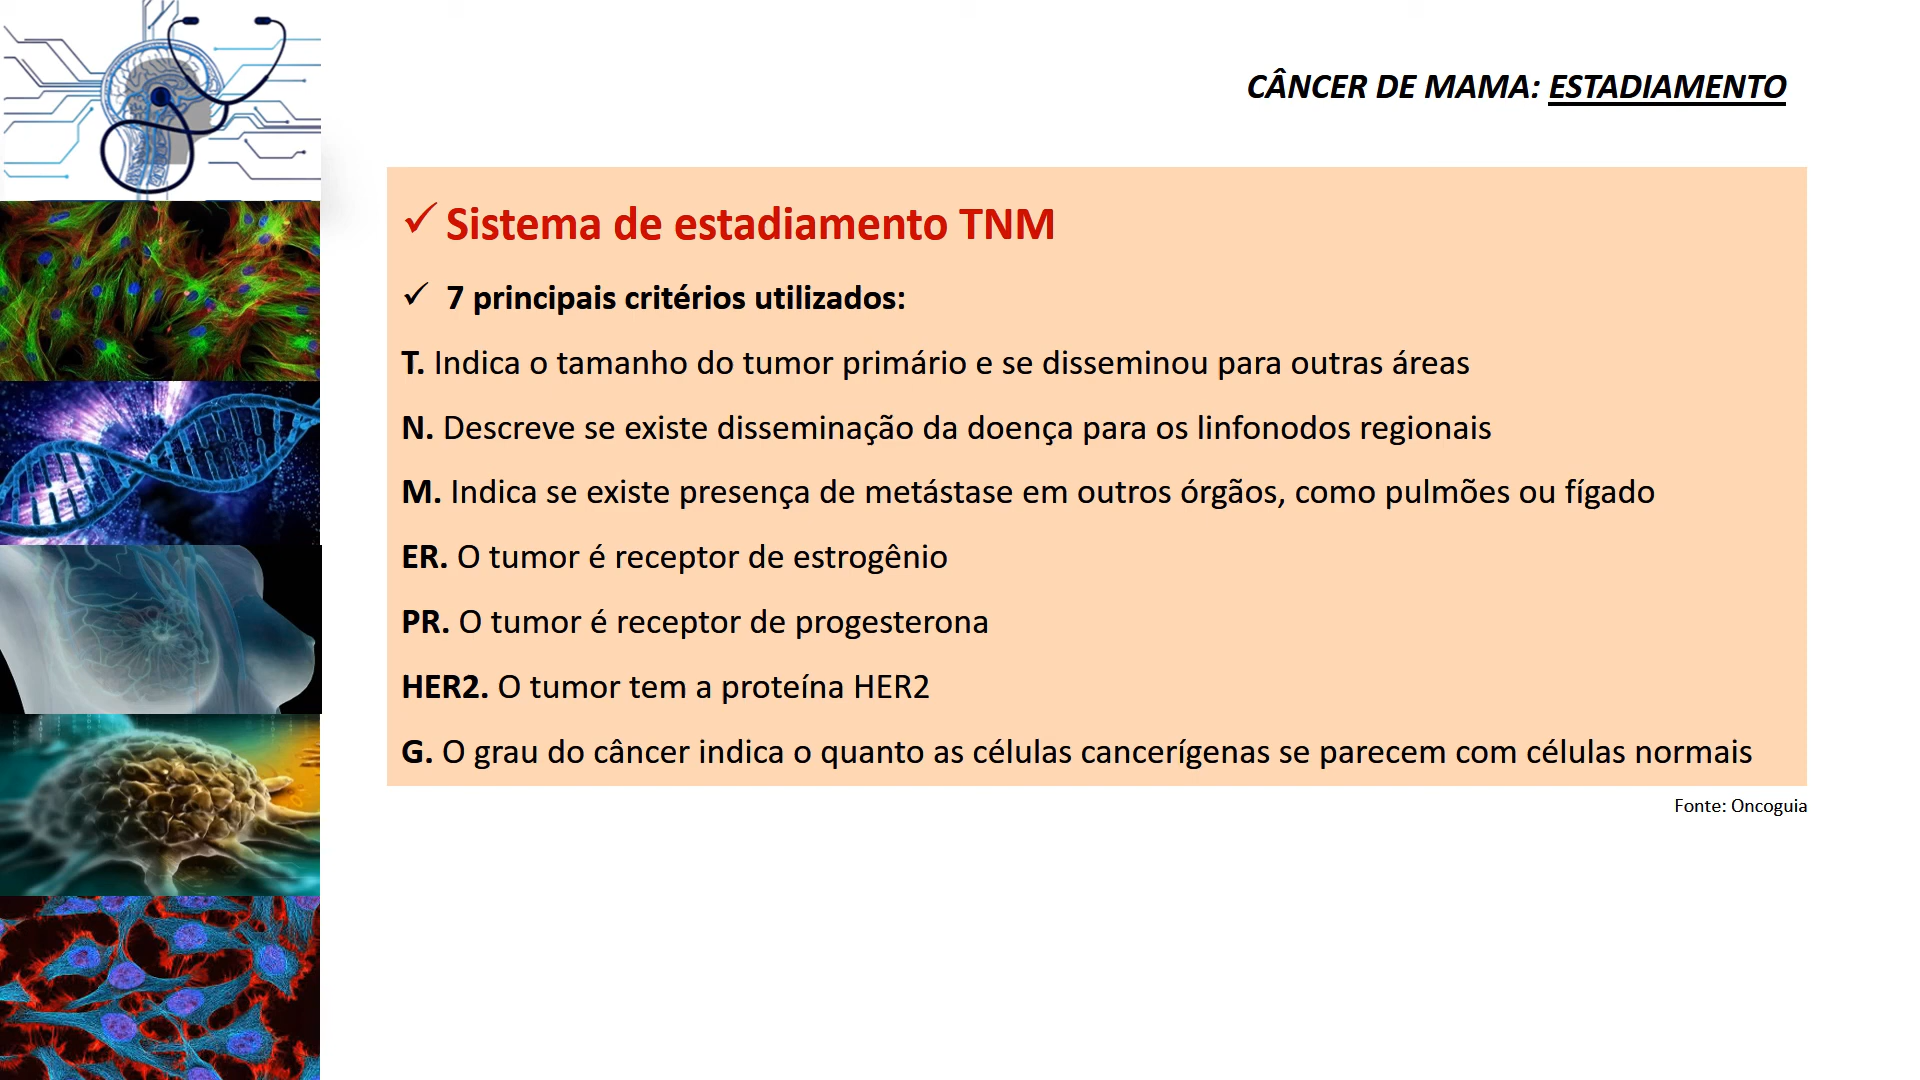 CÂNCER DE MAMA: ESTADIAMENTO
✓ Sistema de estadiamento TNM
✓ 7 principais critérios utilizados:
T. Indica o tamanho do tumor primário e se disseminou para outras áreas
N. Descreve se existe disseminação da doença para os linfonodos regionais
M. Indica se existe presença de metástase em outros órgãos, como pulmões ou fígado
ER. O tumor é receptor de estrogênio
PR. O tumor é receptor de progesterona
HER2. O tumor tem a proteína HER2
G. O grau do câncer indica o quanto as células cancerígenas se parecem com células normais
Fonte: Oncoguia